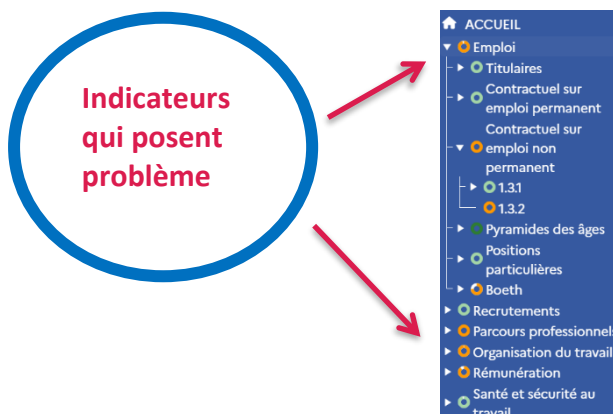 Indicateurs
qui posent
problème
ACCUEIL
Emploi
Titulaires
Contractuel sur
emploi permanent
Contractuel sur
emploi non
permanent
1.3.1
1.3.2
Pyramides des âges
Positions
particulières
Boeth
Recrutements
Parcours professionnels
Organisation du travail
Rémunération
Santé et sécurité au
travail